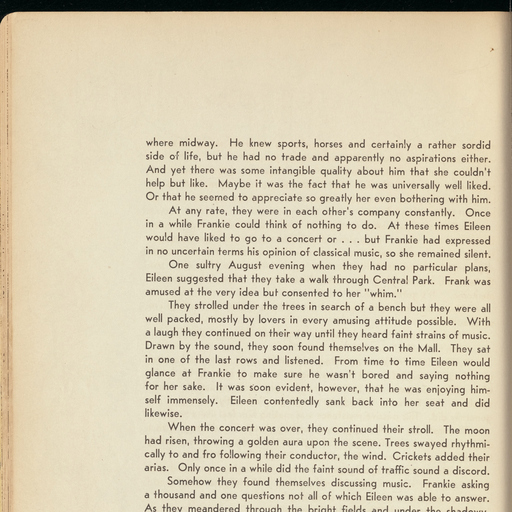 where midway. He knew sports, horses and certainly a rather sordid
side of life, but he had no trade and apparently no aspirations either.
And yet there was some intangible quality about him that she couldn't
help but like. Maybe it was the fact that he was universally well liked.
Or that he seemed to appreciate so greatly her even bothering with him.
At any rate, they were in each other's company constantly. Once
in a while Frankie could think of nothing to do. At these times Eileen
would have liked to go to a concert or . . . but Frankie had expressed
in no uncertain terms his opinion of classical music, so she remained silent.
One sultry August evening when they had no particular plans,
Eileen suggested that they take a walk through Central Park. Frank was
amused at the very idea but consented to her "whim."
They strolled under the trees in search of a bench but they were all
well packed, mostly by lovers in every amusing attitude possible. With
a laugh they continued on their way until they heard faint strains of music.
Drawn by the sound, they soon found themselves on the Mall. They sat
in one of the last rows and listened. From time to time Eileen would
glance at Frankie to make sure he wasn't bored and saying nothing
for her sake. It was soon evident, however, that he was enjoying him-
self immensely. Eileen contentedly sank back into her seat and did
likewise.
When the concert was over, they continued their stroll. The moon
had risen, throwing a golden aura upon the scene. Trees swayed rhythmi-
cally to and fro following their conductor, the wind. Crickets added their
arias. Only once in a while did the faint sound of traffic sound a discord.
Somehow they found themselves discussing music. Frankie asking
a thousand and one questions not all of which Eileen was able to answer.
As they meandered through the bright fields and under the shadowy